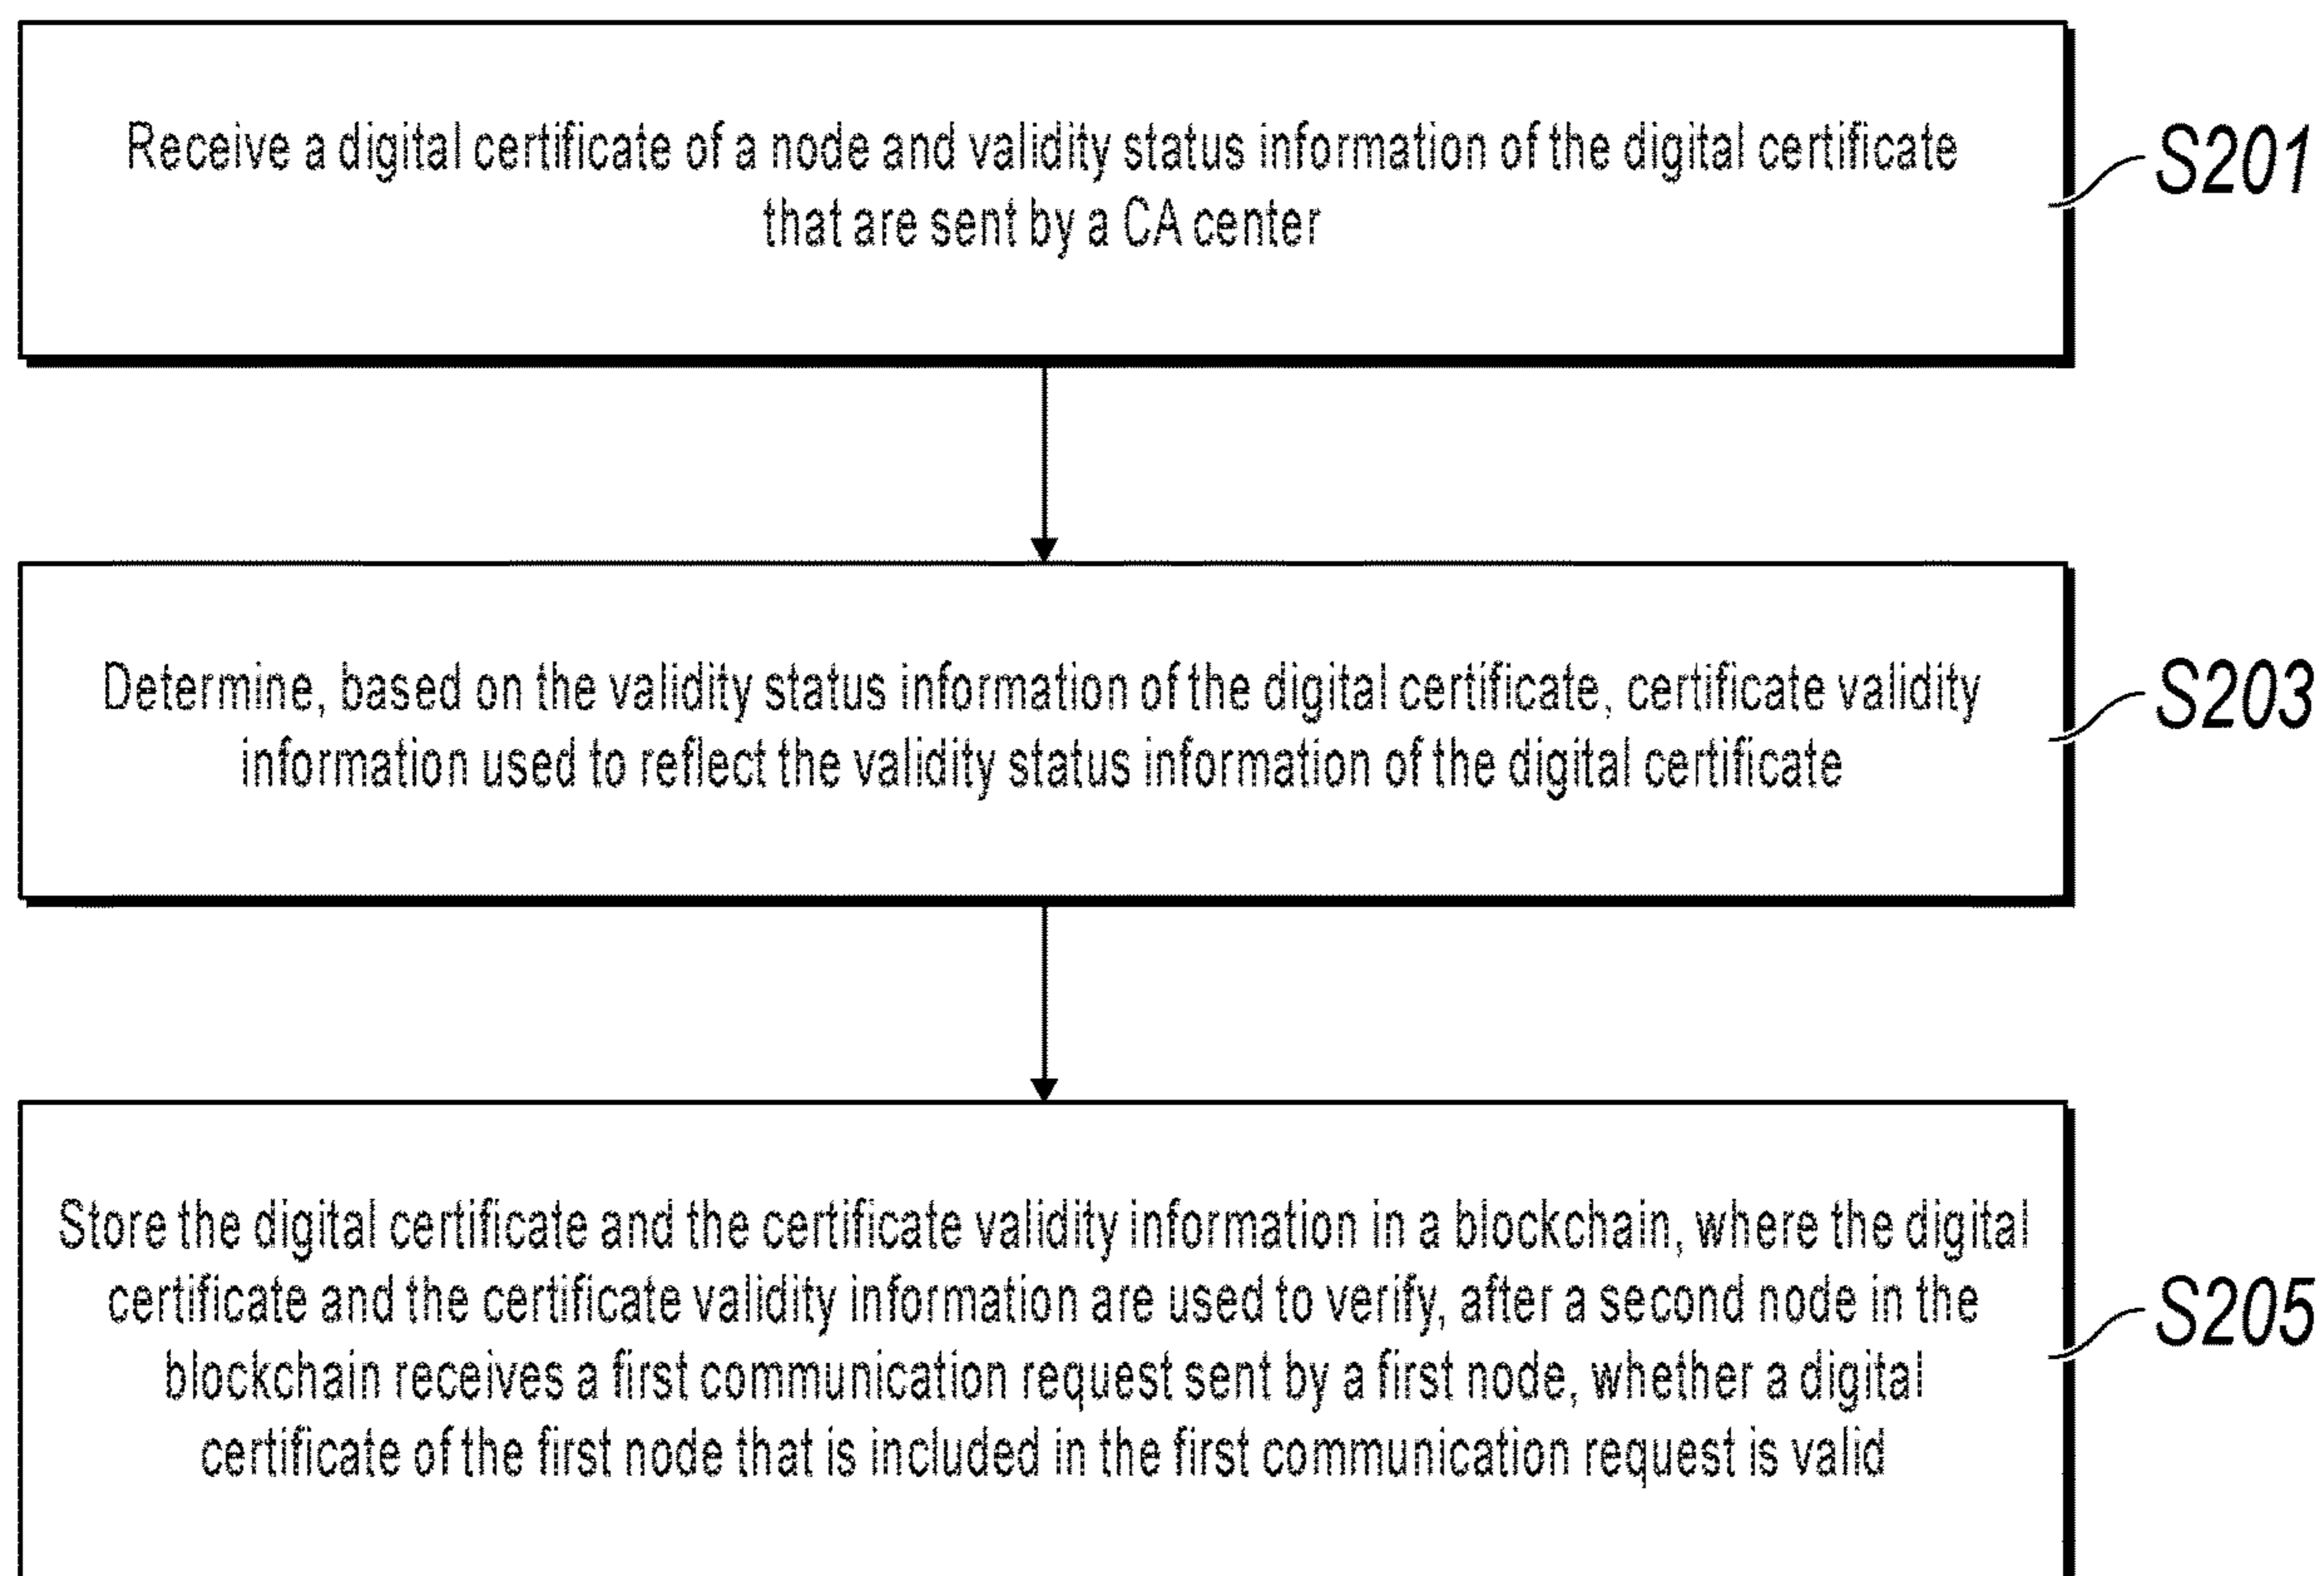 Receive a digital certificate of a node and validity status information of the digital certificate
that are sent by a CA center
S201
Determine, based on the validity status information of the digital certificate, certificate validity
information used to reflect the validity status information of the digital certificate
S203
Store the digital certificate and the certificate validity information in a blockchain, where the digital
certificate and the certificate validity information are used to verify, after a second node in the
blockchain receives a first communication request sent by a first node, whether a digital
certificate of the first node that is included in the first communication request is valid
S205